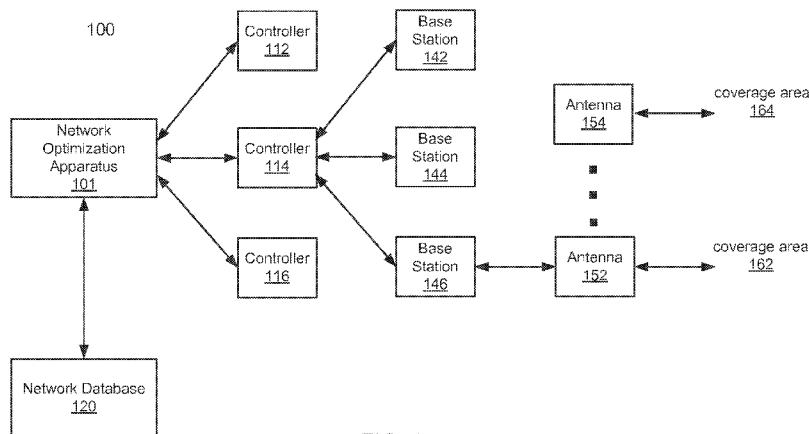 100
Controller
112
Base
Station
142
Antenna
154
coverage area
164
Network
Optimization
Apparatus
101
Controller
114
Base
Station
144
Controller
116
Base
Station
146
Antenna
152
coverage area
162
Network Database
120